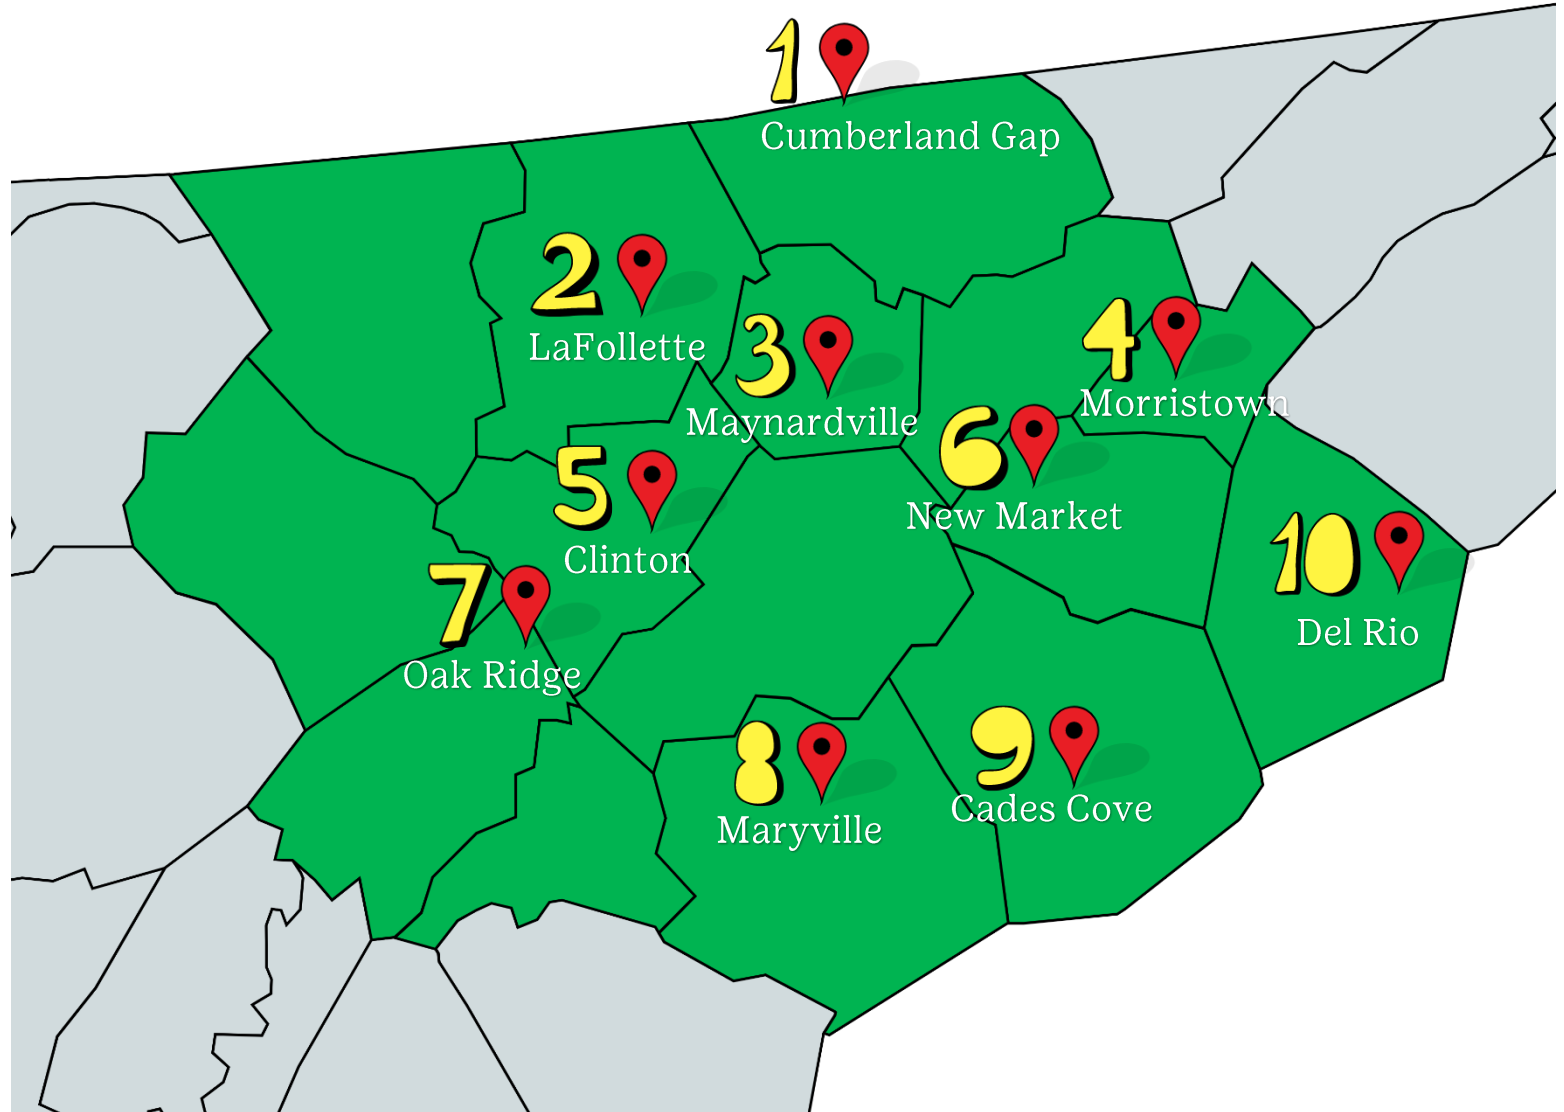 1
Cumberland Gap
2
LaFollette
3
Maynardville
4
Morristown
5
Clinton
6
New Market
7
Oak Ridge
8
Maryville
9
Cades Cove
10
Del Rio